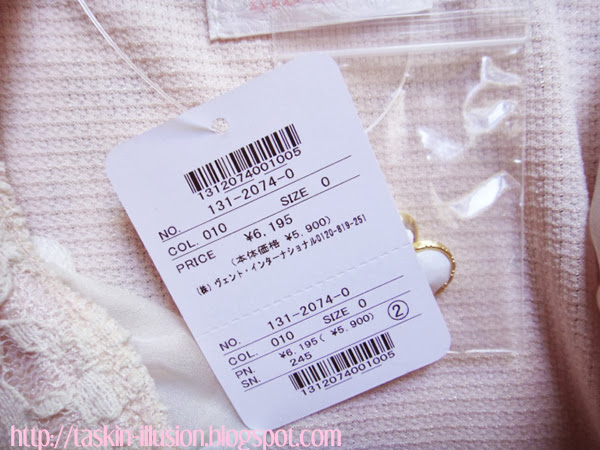 1312074001005
NO. 131-2074-0
COL. 010 SIZE 0
PRICE ¥6,195
(本体価格 ¥5,900)
(株)ヴェント・インターナショナル0120-819-251
NO. 131-2074-0
COL. 010 SIZE 0
PN. ¥6,195(¥5,900) ②
SN. 245
1312074001005
http://taskin-illusion.blogspot.com/